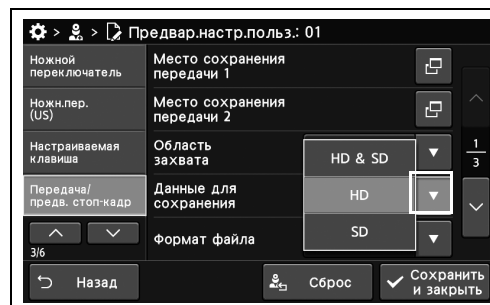 > > Предвар.настр.польз.: 01
Ножной
переключатель
Ножн.пер.
(US)
Настраиваемая
клавиша
Передача/
предв. стоп-кадр
3/6
Место сохранения
передачи 1
Место сохранения
передачи 2
Область
захвата
Данные для
сохранения
Формат файла
HD & SD
HD
SD
1
3
Назад
Сброс
Сохранить
и закрыть